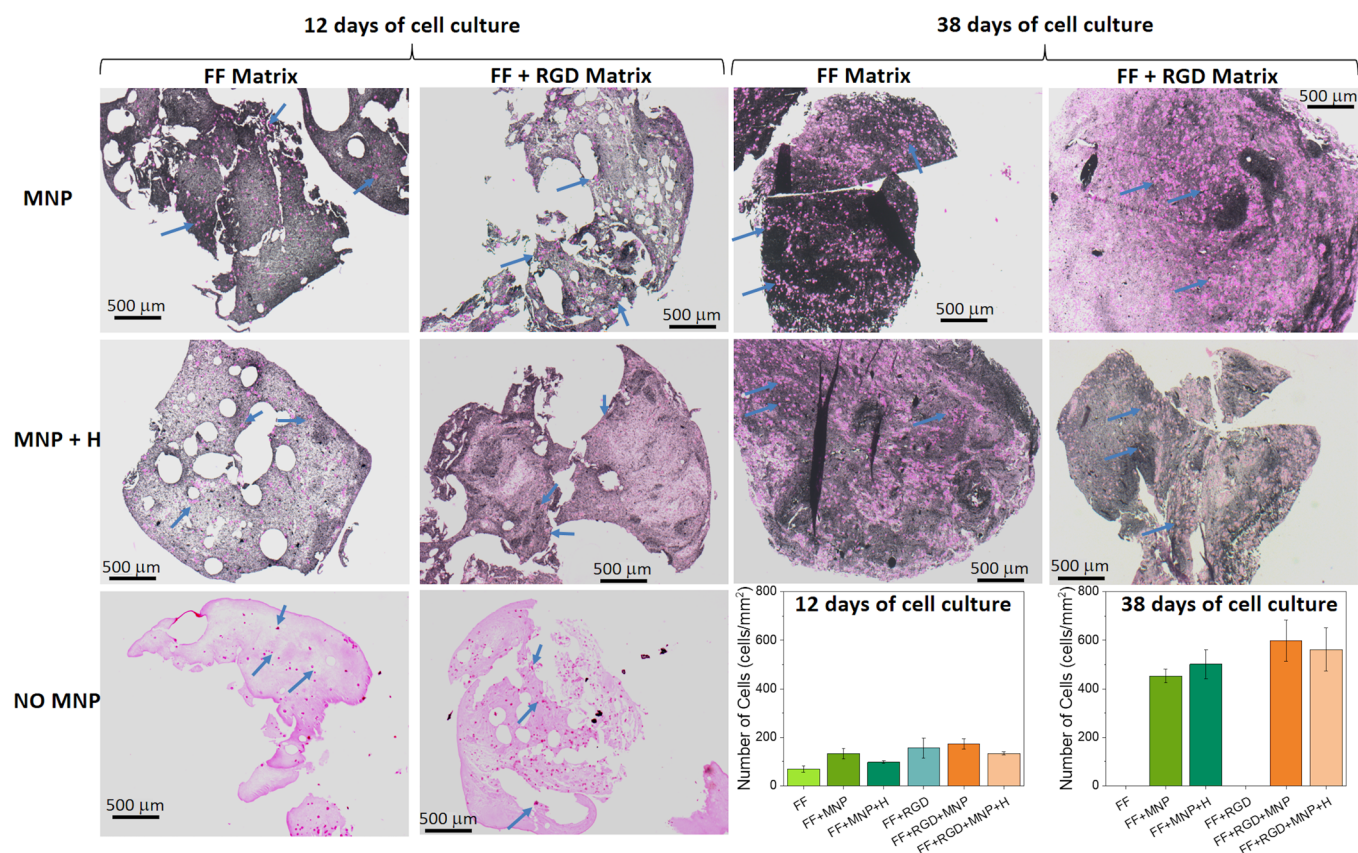 12 days of cell culture
38 days of cell culture
FF Matrix
FF + RGD Matrix
FF Matrix
FF + RGD Matrix
MNP
500 μm
500 μm
500 μm
500 μm
MNP + H
500 μm
500 μm
500 μm
500 μm
NO MNP
500 μm
500 μm
12 days of cell culture
Number of Cells (cells/mm²)
800
600
400
200
0
FF
FF+MNP
FF+MNP+H
FF+RGD
FF+RGD+MNP
FF+RGD+MNP+H
38 days of cell culture
Number of Cells (cells/mm²)
800
600
400
200
0
FF
FF+MNP
FF+MNP+H
FF+RGD
FF+RGD+MNP
FF+RGD+MNP+H